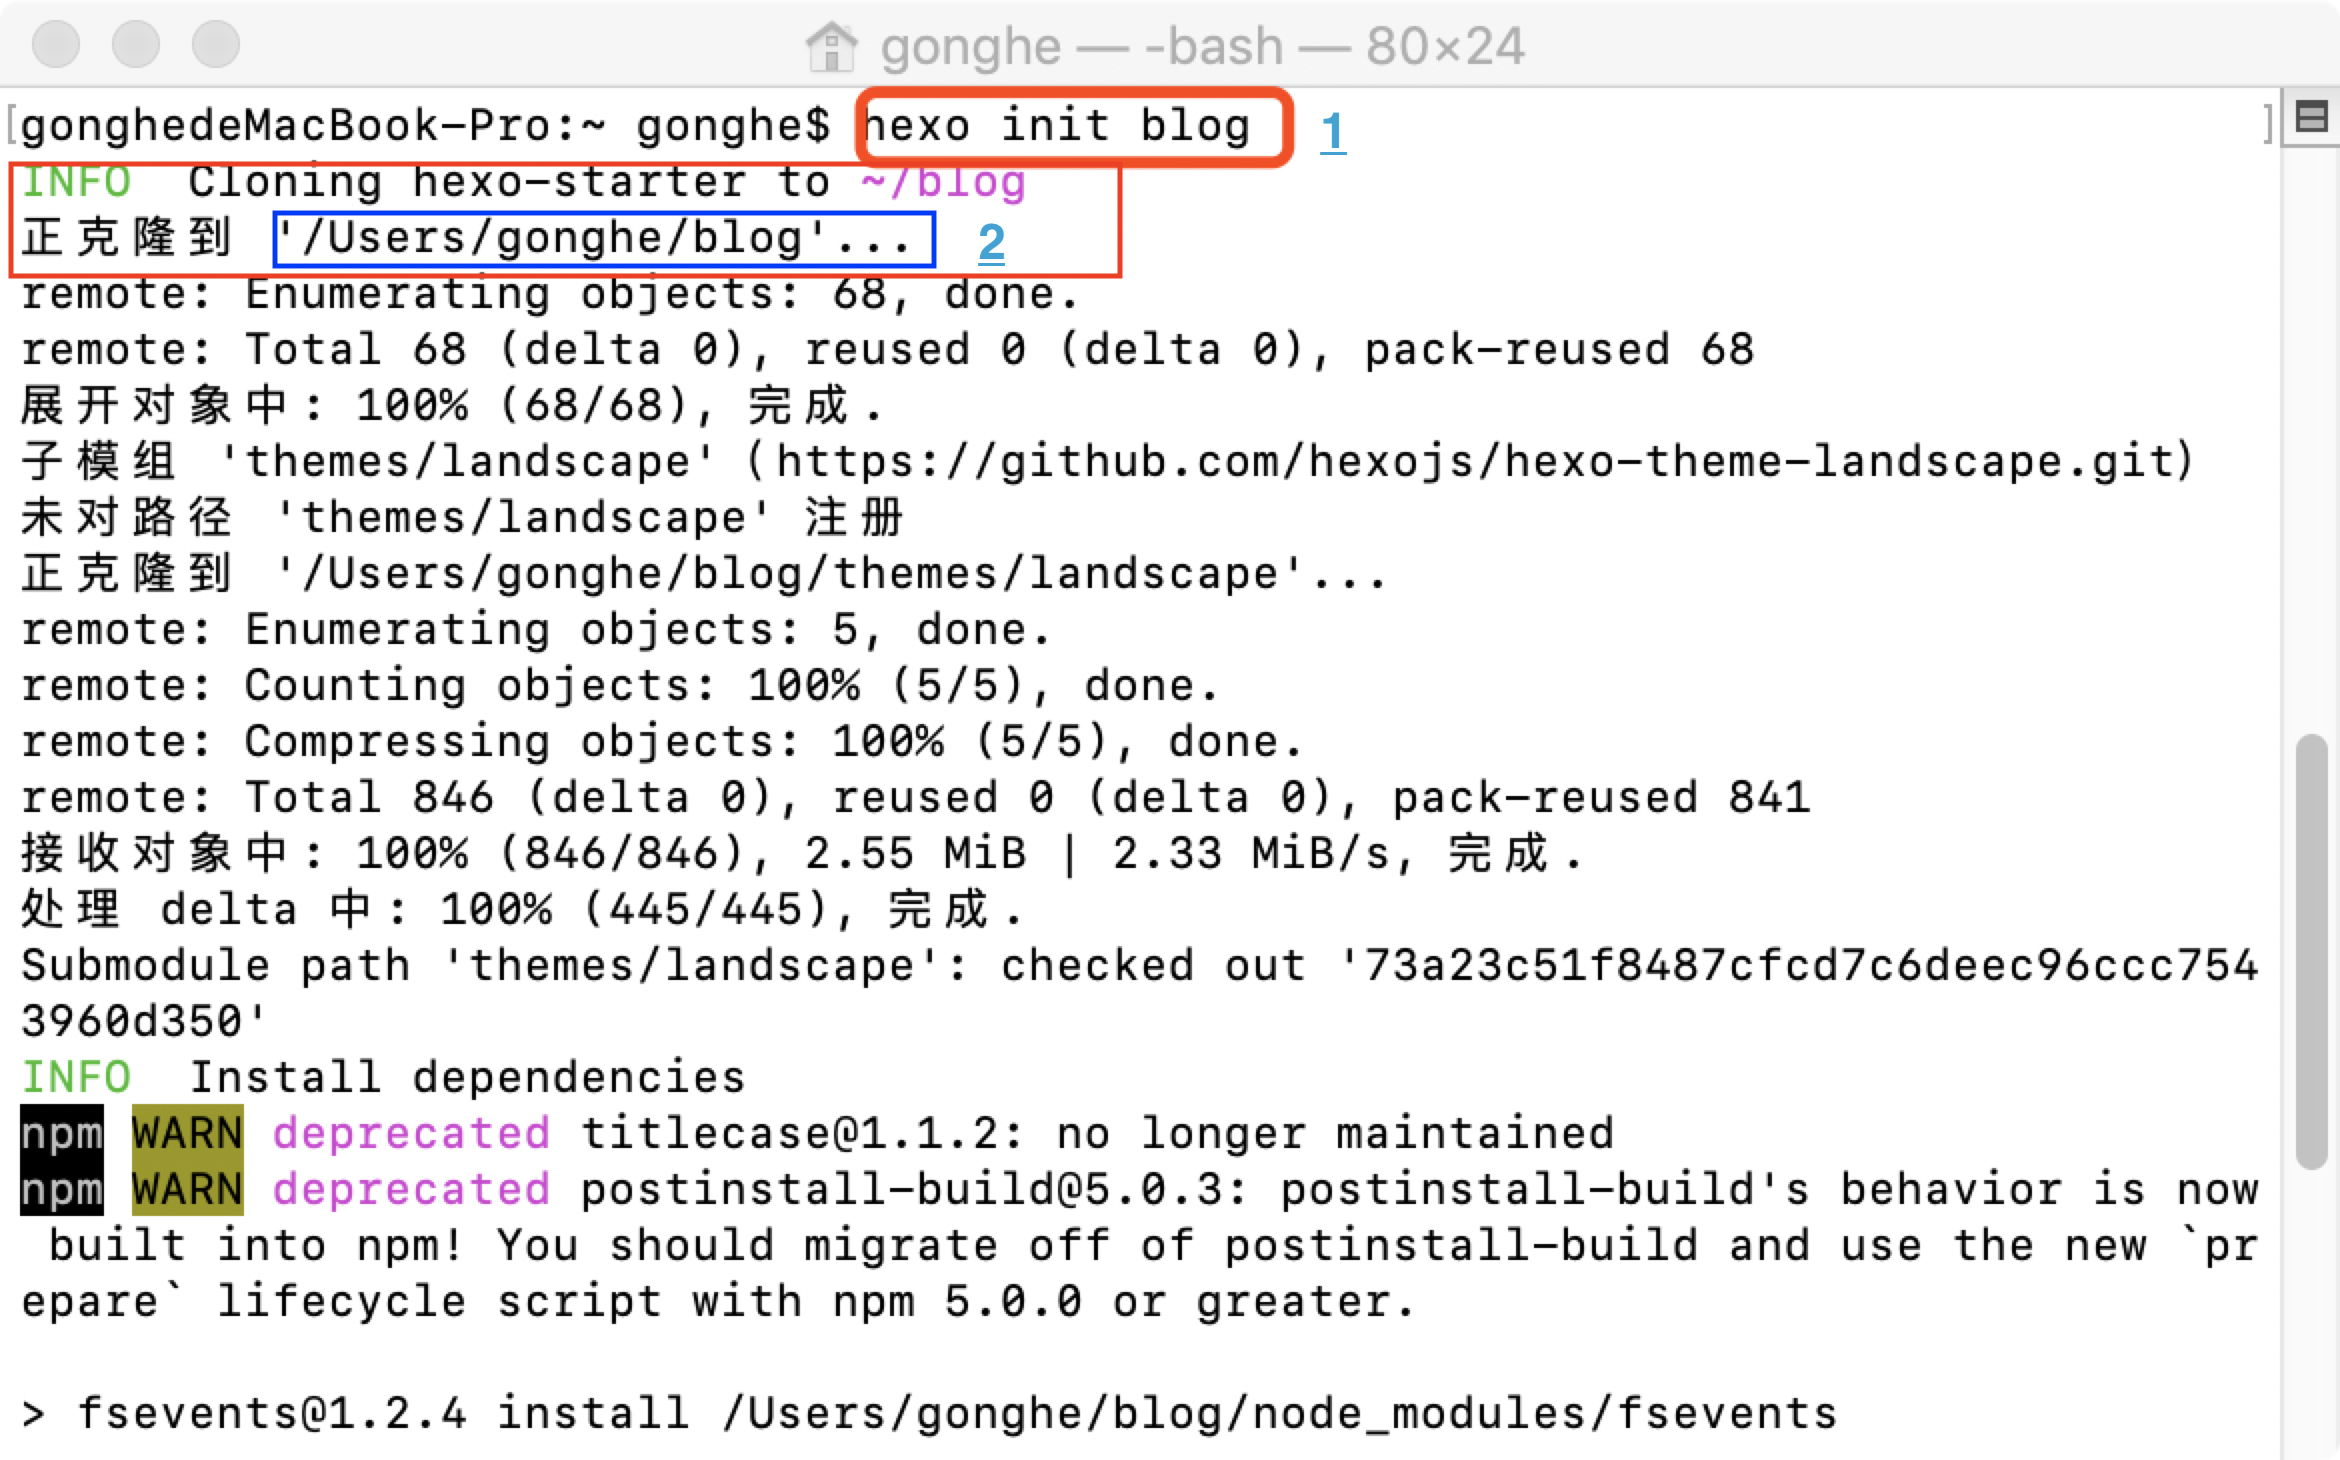 gonghe — -bash — 80×24
[gonghedeMacBook-Pro:~ gonghe$ hexo init blog 1 ]
INFO  Cloning hexo-starter to ~/blog
正克隆到 '/Users/gonghe/blog'... 2
remote: Enumerating objects: 68, done.
remote: Total 68 (delta 0), reused 0 (delta 0), pack-reused 68
展开对象中: 100% (68/68), 完成.
子模组 'themes/landscape'（https://github.com/hexojs/hexo-theme-landscape.git）
未对路径 'themes/landscape' 注册
正克隆到 '/Users/gonghe/blog/themes/landscape'...
remote: Enumerating objects: 5, done.
remote: Counting objects: 100% (5/5), done.
remote: Compressing objects: 100% (5/5), done.
remote: Total 846 (delta 0), reused 0 (delta 0), pack-reused 841
接收对象中: 100% (846/846), 2.55 MiB | 2.33 MiB/s, 完成.
处理 delta 中: 100% (445/445), 完成.
Submodule path 'themes/landscape': checked out '73a23c51f8487cfcd7c6deec96ccc754
3960d350'
INFO  Install dependencies
npm WARN deprecated titlecase@1.1.2: no longer maintained
npm WARN deprecated postinstall-build@5.0.3: postinstall-build's behavior is now
 built into npm! You should migrate off of postinstall-build and use the new `pr
epare` lifecycle script with npm 5.0.0 or greater.
> fsevents@1.2.4 install /Users/gonghe/blog/node_modules/fsevents